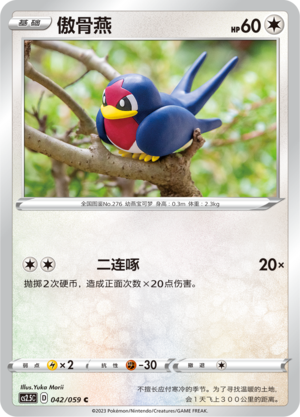 基础 傲骨燕 HP60
全国图鉴No.276 幼燕宝可梦 身高：0.3m 体重：2.3kg
二连啄 20×
抛掷2次硬币，造成正面次数×20点伤害。
Illus.Yuka Morii
CS2.5C D 042/059 C
弱点 ×2 抗性 -30 撤退
不擅长应付寒冷的季节。为了寻找温暖的土地，
会1天飞上300公里的距离。
©2023 Pokémon/Nintendo/Creatures/GAME FREAK.